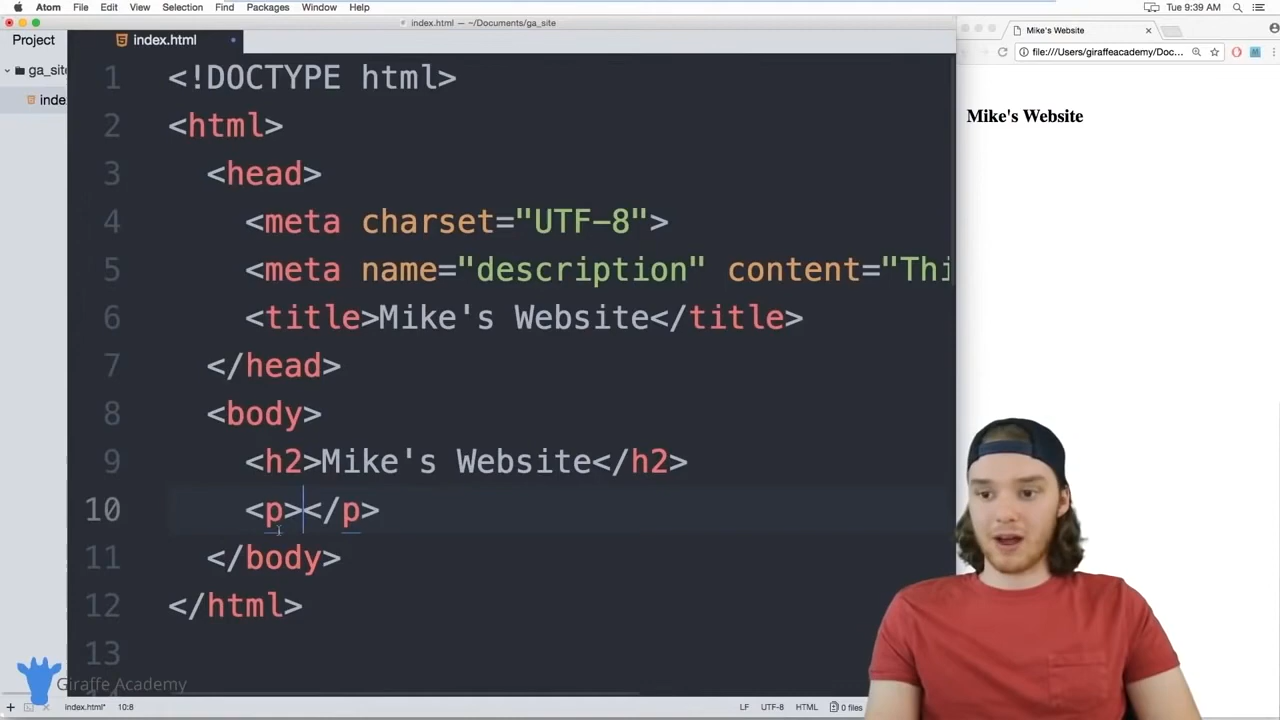 Atom File Edit View Selection Find Packages Window Help Tue 9:39 AM
index.html — ~/Documents/ga_site
Project
index.html
Mike's Website
ga_sit
file:///Users/giraffeacademy/Doc...
inde
1 <!DOCTYPE html>
2 <html>
3 <head>
4 <meta charset="UTF-8">
5 <meta name="description" content="Thi
6 <title>Mike's Website</title>
7 </head>
8 <body>
9 <h2>Mike's Website</h2>
10 <p></p>
11 </body>
12 </html>
13
Mike's Website
Giraffe Academy
index.html* 10:8 LF UTF-8 HTML 0 files